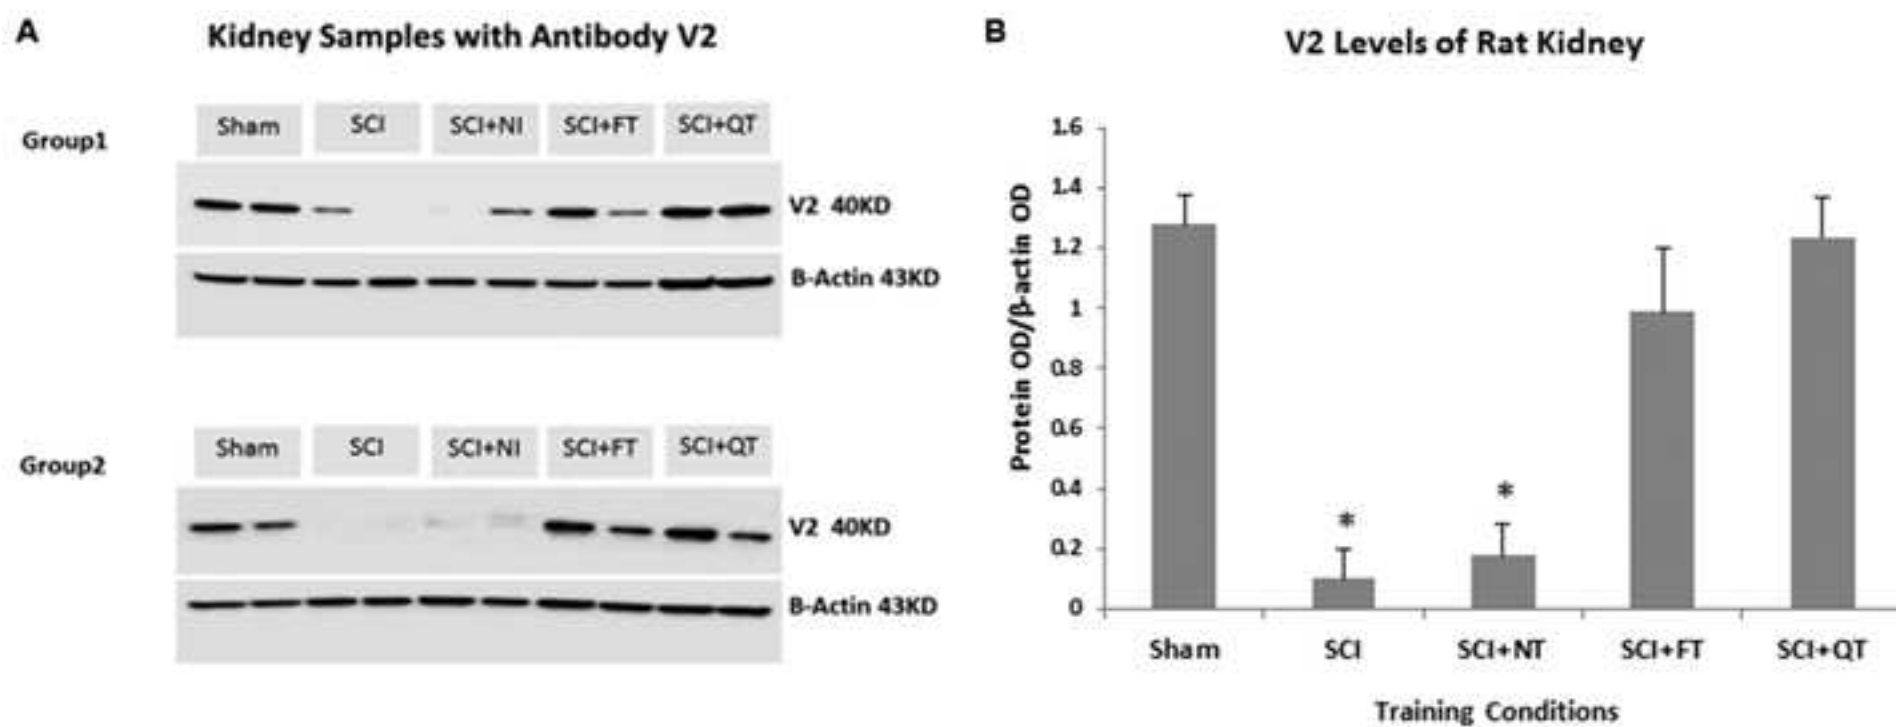 A
Kidney Samples with Antibody V2
Group1
Sham SCI SCI+NI SCI+FT SCI+QT
V2 40KD
B-Actin 43KD
Group2
Sham SCI SCI+NI SCI+FT SCI+QT
V2 40KD
B-Actin 43KD
B
V2 Levels of Rat Kidney
Protein OD/β-actin OD
1.6
1.4
1.2
1
0.8
0.6
0.4
0.2
0
*
*
Sham SCI SCI+NT SCI+FT SCI+QT
Training Conditions